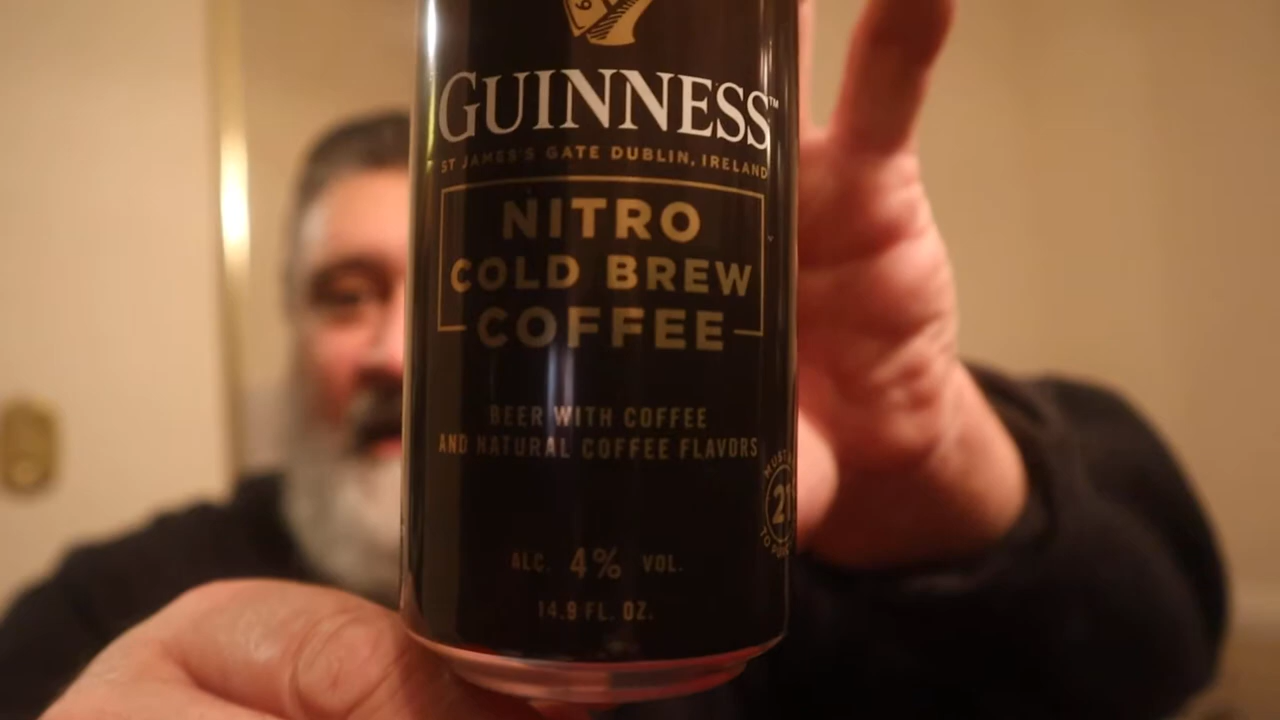 GUINNESS™
ST JAMES'S GATE DUBLIN, IRELAND
NITRO
COLD BREW
COFFEE
BEER WITH COFFEE
AND NATURAL COFFEE FLAVORS
21
ALC. 4% VOL.
14.9 FL. OZ.